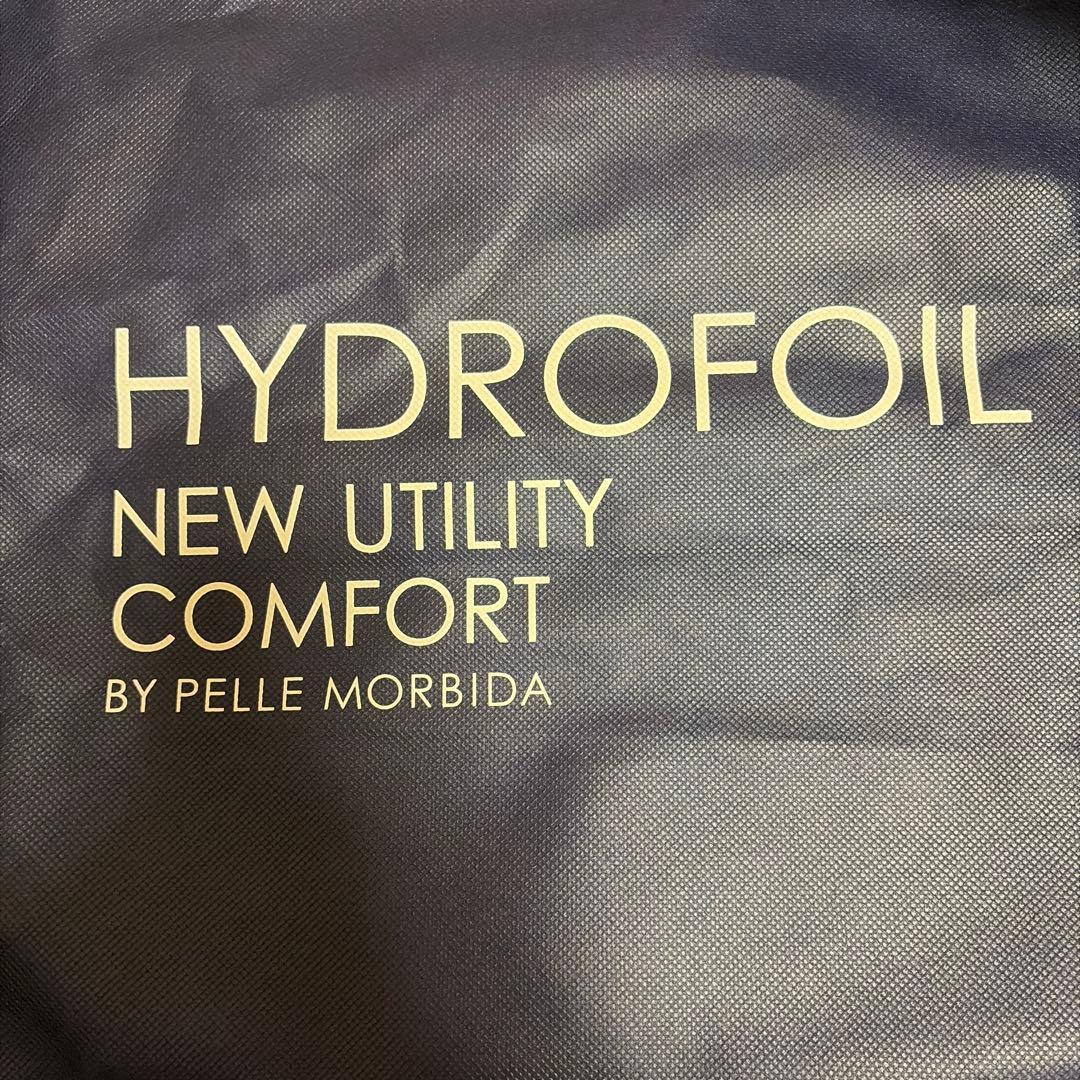 HYDROFOIL
NEW UTILITY
COMFORT
BY PELLE MORBIDA